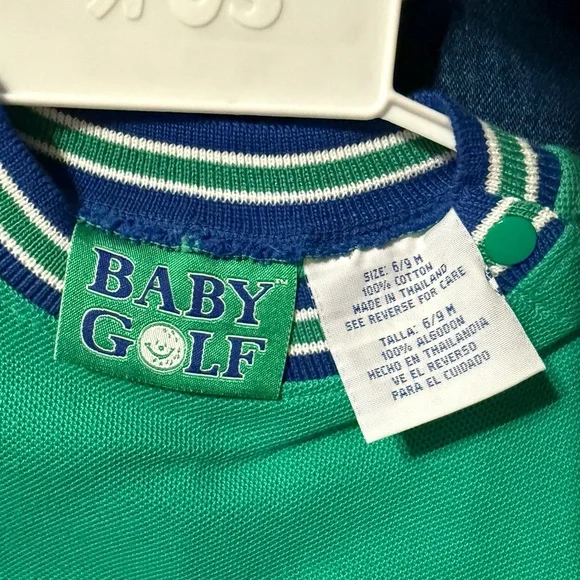 BABY™
GOLF
SIZE: 6/9 M
100% COTTON
MADE IN THAILAND
SEE REVERSE FOR CARE
TALLA: 6/9 M
100% ALGODON
HECHO EN THAILANDIA
VE EL REVERSO
PARA EL CUIDADO